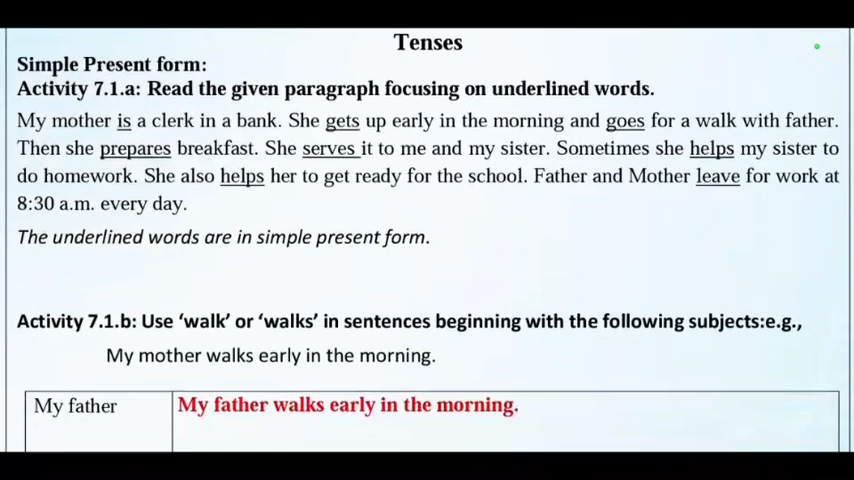 Tenses
Simple Present form:
Activity 7.1.a: Read the given paragraph focusing on underlined words.
My mother is a clerk in a bank. She gets up early in the morning and goes for a walk with father.
Then she prepares breakfast. She serves it to me and my sister. Sometimes she helps my sister to
do homework. She also helps her to get ready for the school. Father and Mother leave for work at
8:30 a.m. every day.
The underlined words are in simple present form.
Activity 7.1.b: Use ‘walk’ or ‘walks’ in sentences beginning with the following subjects:e.g.,
My mother walks early in the morning.
My father My father walks early in the morning.